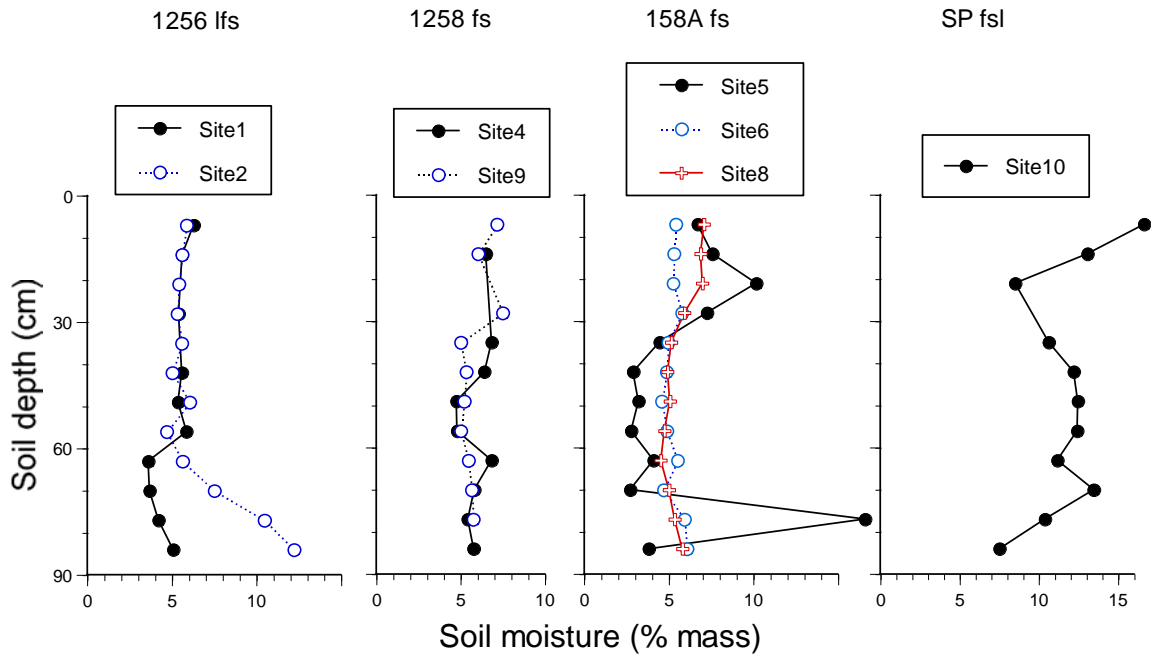 1256 lfs 1258 fs 158A fs SP fsl
Site1
Site2
Site4
Site9
Site5
Site6
Site8
Site10
Soil depth (cm)
0
30
60
90
0 5 10
0 5 10
0 5 10
0 5 10 15
Soil moisture (% mass)